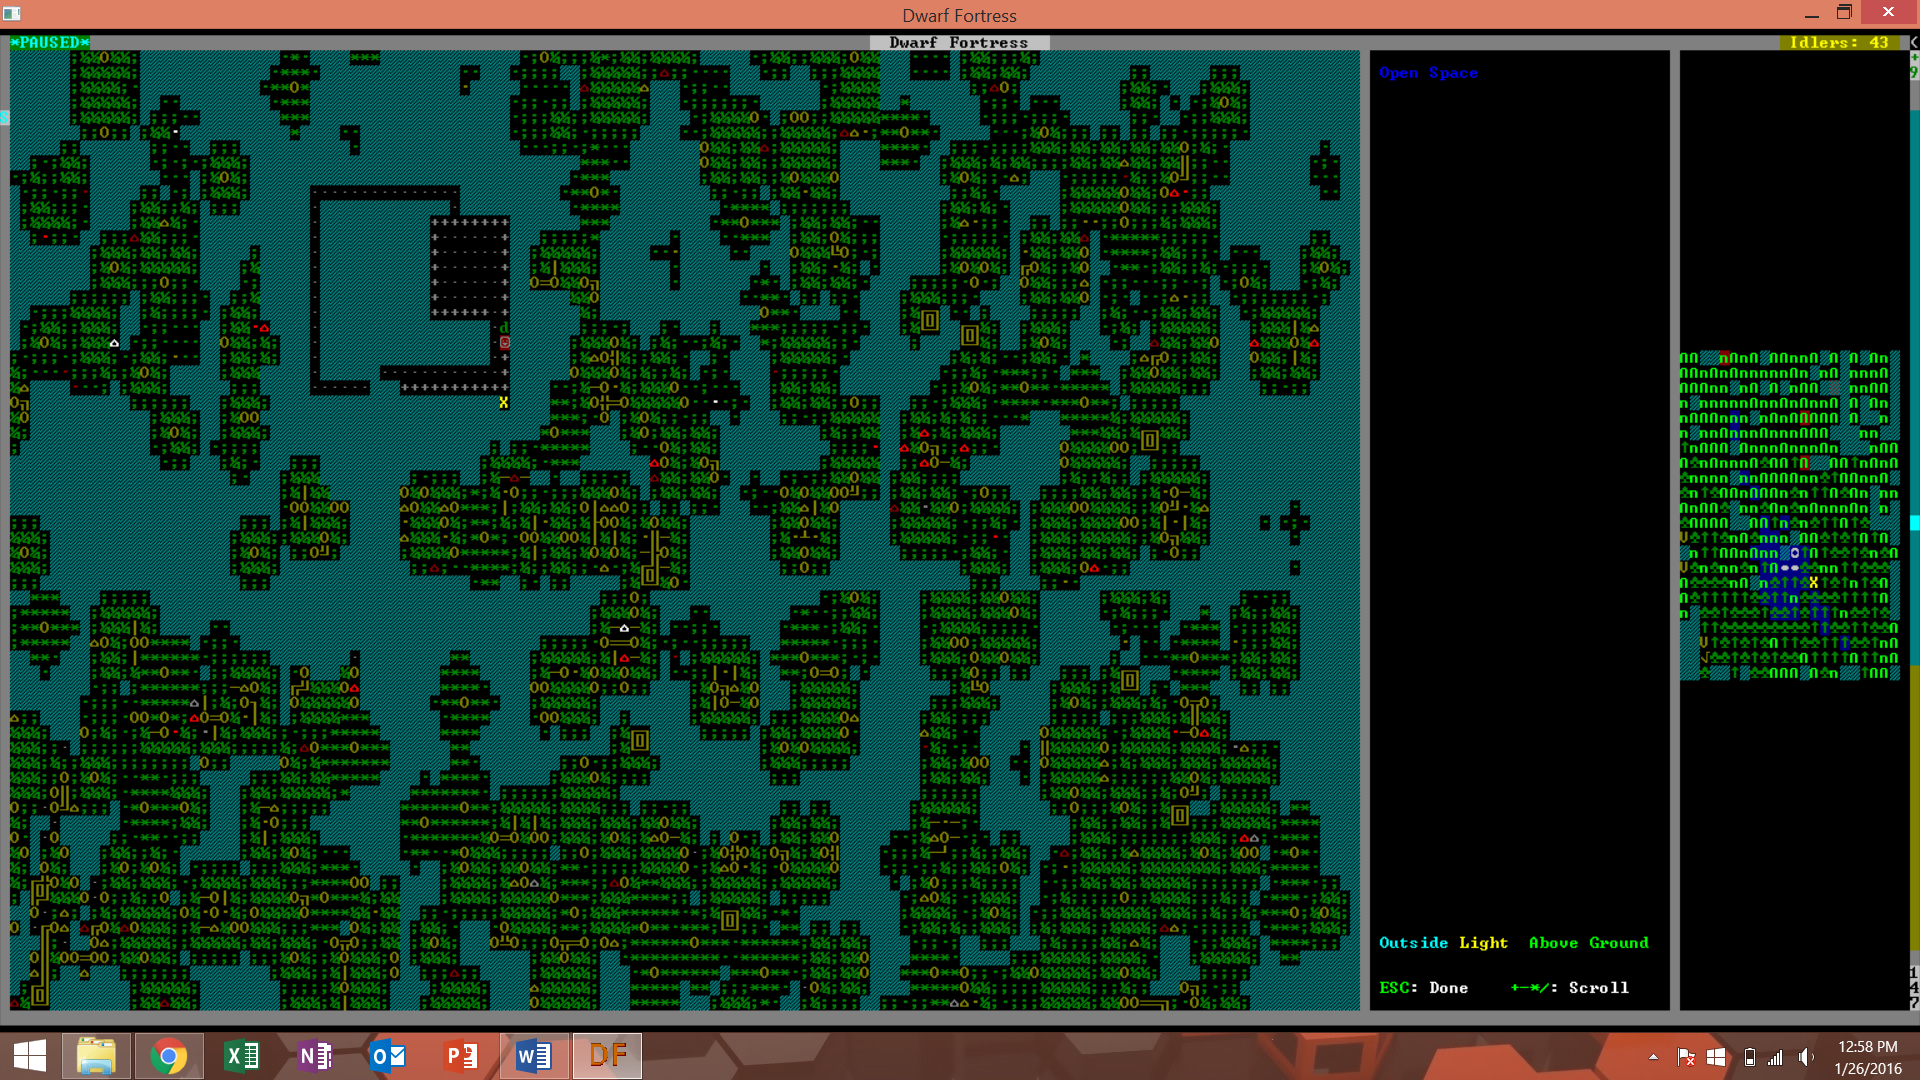 Dwarf Fortress
*PAUSED*
Dwarf Fortress
Idlers: 43
Open Space
Outside Light Above Ground
ESC: Done +-*/: Scroll
12:58 PM
1/26/2016